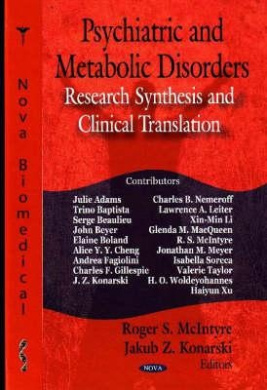 Nova Biomedical
Psychiatric and
Metabolic Disorders
Research Synthesis and
Clinical Translation
Contributors
Julie Adams
Trino Baptista
Serge Beaulieu
John Beyer
Elaine Boland
Alice Y. Y. Cheng
Andrea Fagiolini
Charles F. Gillespie
J. Z. Konarski
Charles B. Nemeroff
Lawrence A. Leiter
Xin-Min Li
Glenda M. MacQueen
R. S. McIntyre
Jonathan M. Meyer
Isabella Soreca
Valerie Taylor
H. O. Woldeyohannes
Haiyun Xu
Roger S. McIntyre
Jakub Z. Konarski
Editors
NOVA